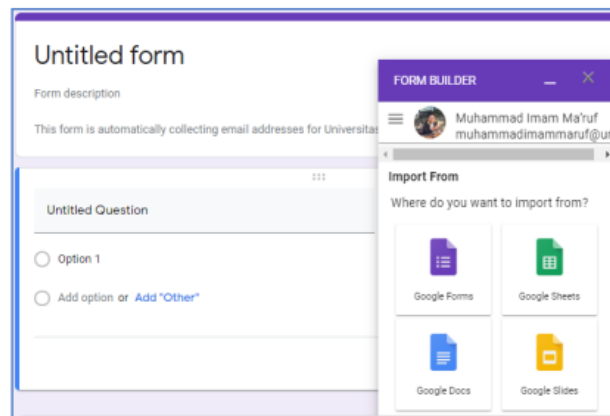 Untitled form
Form description
This form is automatically collecting email addresses for Universitas
Untitled Question
Option 1
Add option or Add "Other"
FORM BUILDER
Muhammad Imam Ma'ruf
muhammadimammaruf@un
Import From
Where do you want to import from?
Google Forms
Google Sheets
Google Docs
Google Slides